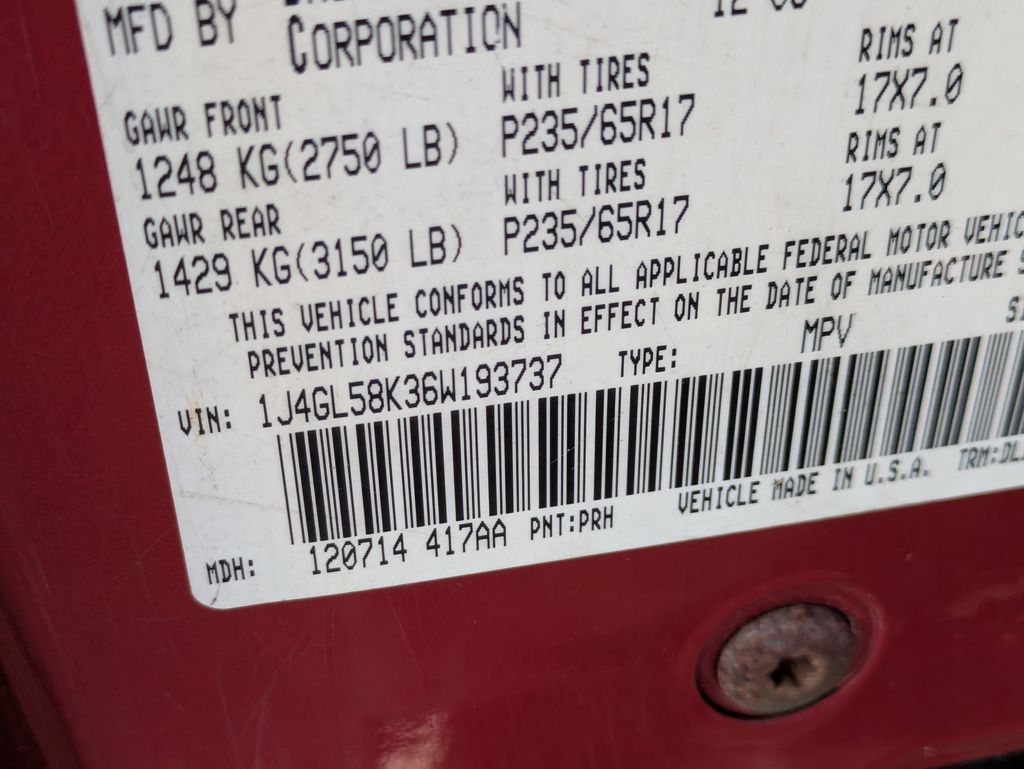 MFD BY
CORPORATION
GAWR FRONT WITH TIRES RIMS AT
1248 KG(2750 LB) P235/65R17 17X7.0
GAWR REAR WITH TIRES RIMS AT
1429 KG(3150 LB) P235/65R17 17X7.0
THIS VEHICLE CONFORMS TO ALL APPLICABLE FEDERAL MOTOR VEHIC
PREVENTION STANDARDS IN EFFECT ON THE DATE OF MANUFACTURE S
VIN: 1J4GL58K36W193737 TYPE: MPV
MDH: 120714 417AA PNT:PRH VEHICLE MADE IN U.S.A. TRM:DL